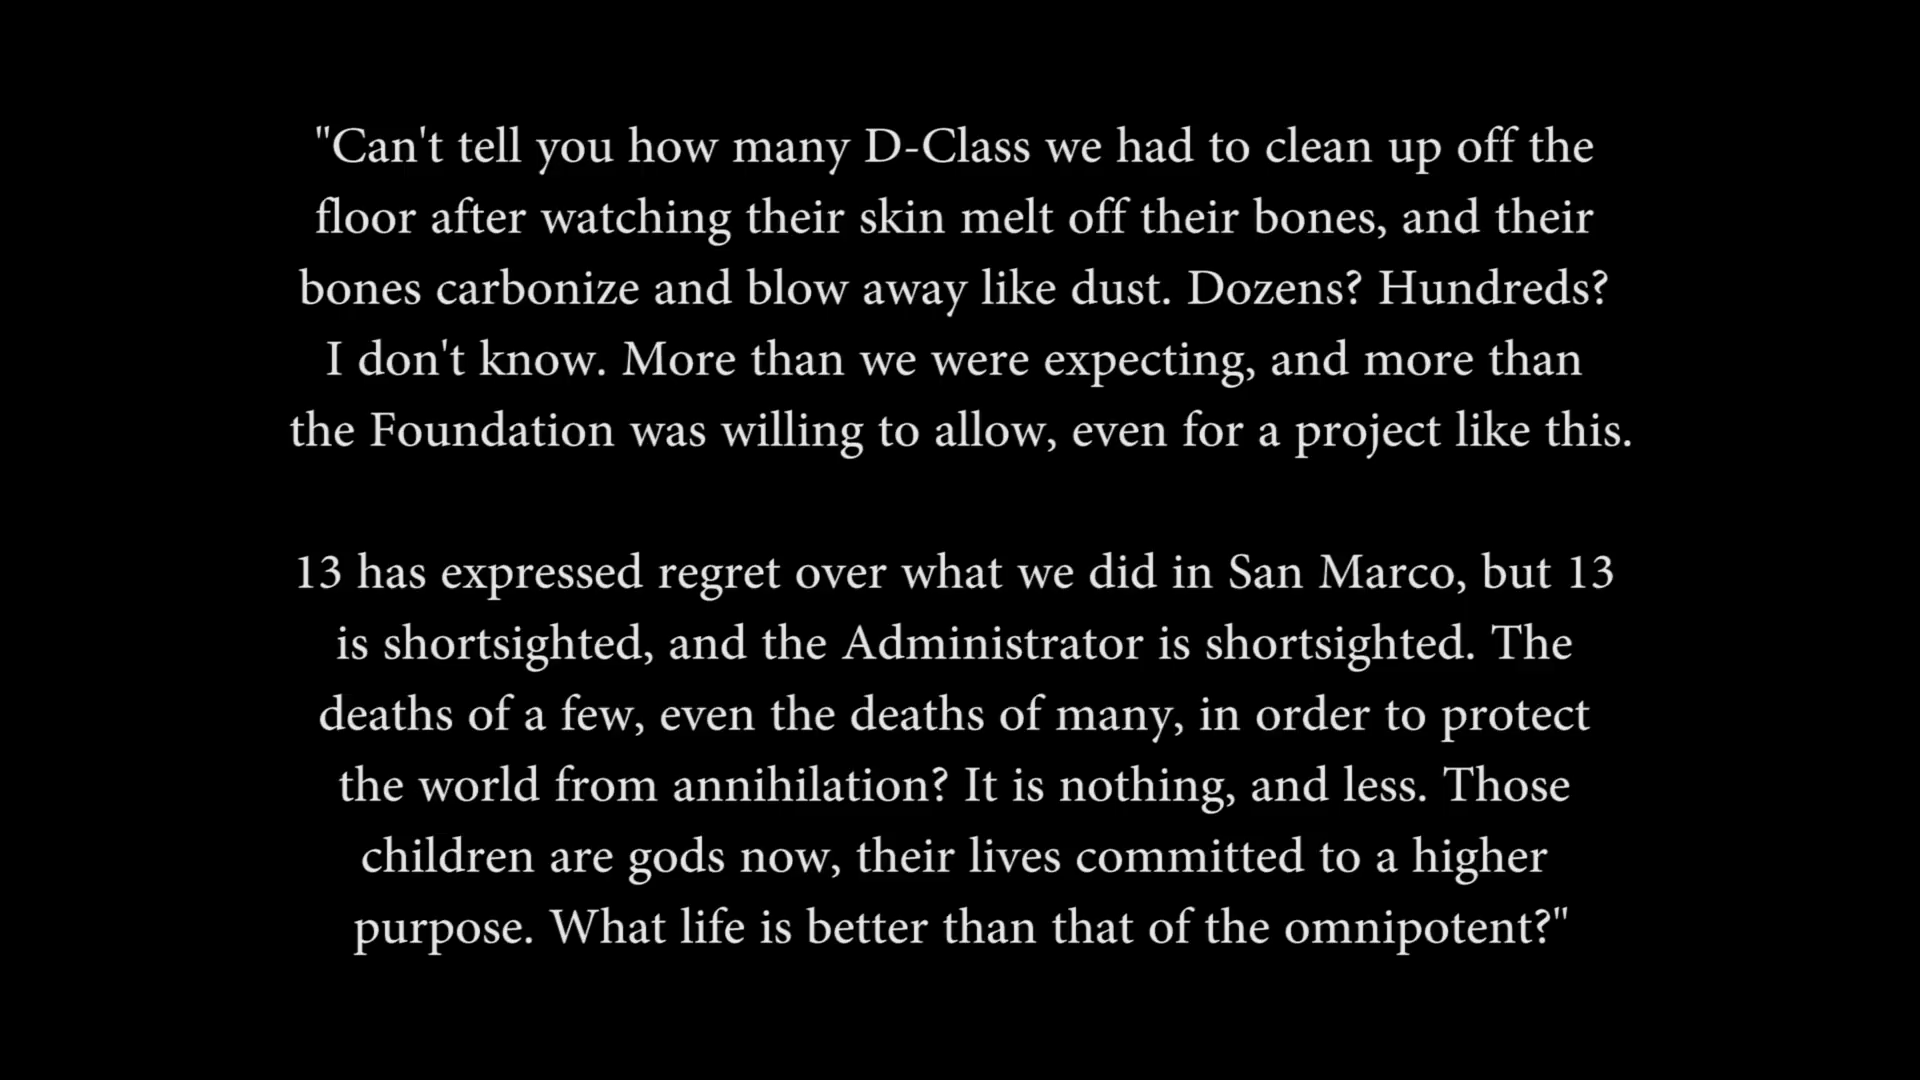 "Can't tell you how many D-Class we had to clean up off the
floor after watching their skin melt off their bones, and their
bones carbonize and blow away like dust. Dozens? Hundreds?
I don't know. More than we were expecting, and more than
the Foundation was willing to allow, even for a project like this.
13 has expressed regret over what we did in San Marco, but 13
is shortsighted, and the Administrator is shortsighted. The
deaths of a few, even the deaths of many, in order to protect
the world from annihilation? It is nothing, and less. Those
children are gods now, their lives committed to a higher
purpose. What life is better than that of the omnipotent?"